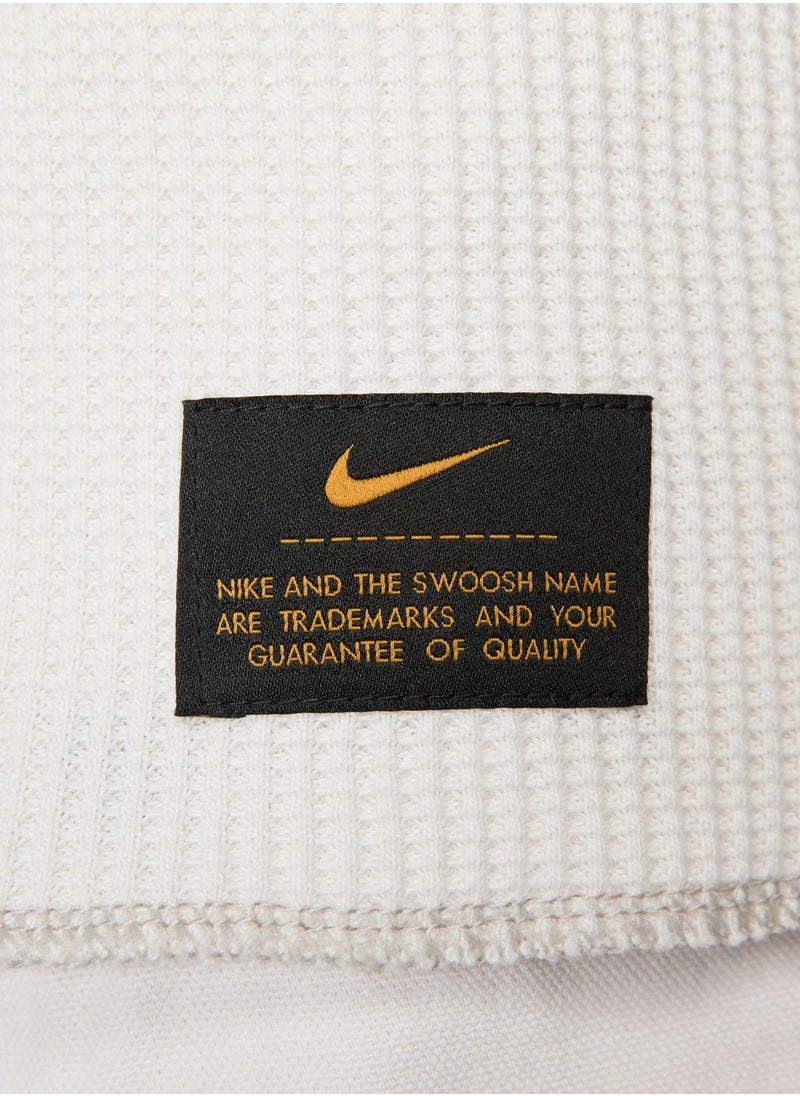 NIKE AND THE SWOOSH NAME
ARE TRADEMARKS AND YOUR
GUARANTEE OF QUALITY